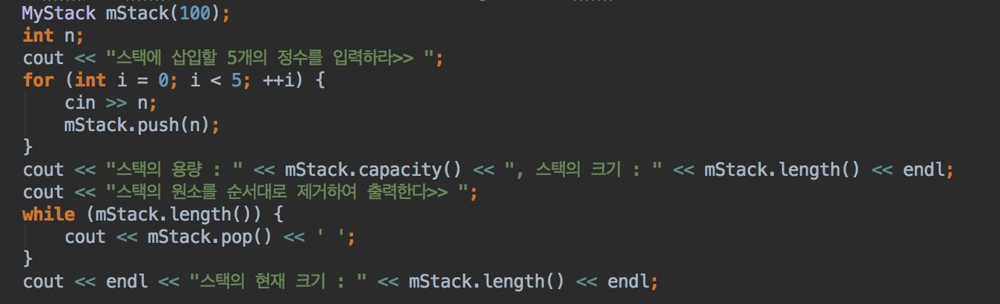 MyStack mStack(100);
int n;
cout << "스택에 삽입할 5개의 정수를 입력하라>> ";
for (int i = 0; i < 5; ++i) {
cin >> n;
mStack.push(n);
}
cout << "스택의 용량 : " << mStack.capacity() << ", 스택의 크기 : " << mStack.length() << endl;
cout << "스택의 원소를 순서대로 제거하여 출력한다>> ";
while (mStack.length()) {
cout << mStack.pop() << ' ';
}
cout << endl << "스택의 현재 크기 : " << mStack.length() << endl;